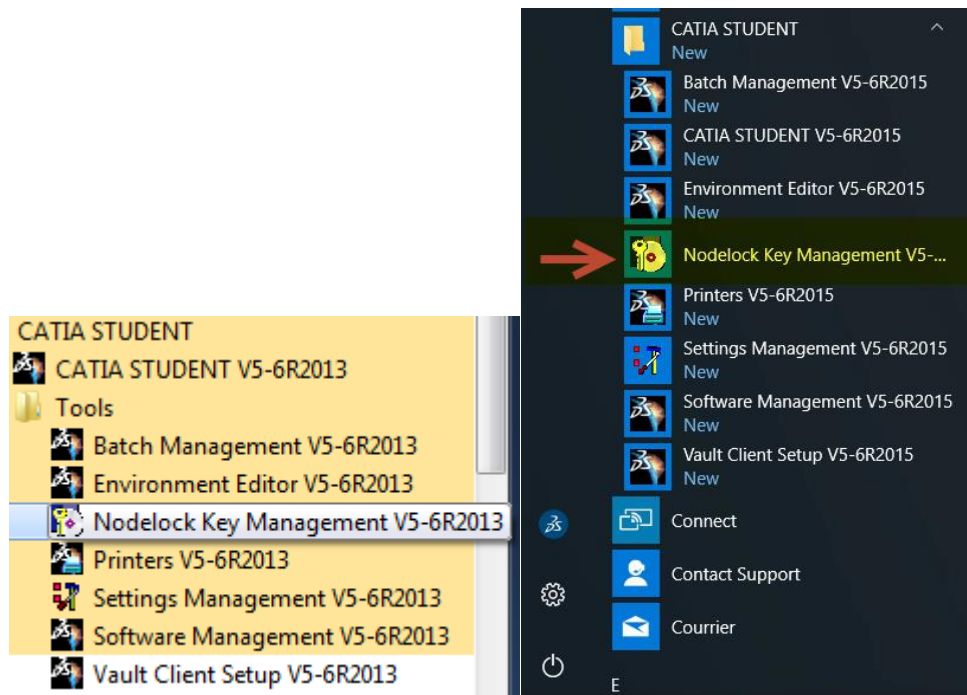 CATIA STUDENT
CATIA STUDENT V5-6R2013
Tools
Batch Management V5-6R2013
Environment Editor V5-6R2013
Nodelock Key Management V5-6R2013
Printers V5-6R2013
Settings Management V5-6R2013
Software Management V5-6R2013
Vault Client Setup V5-6R2013
CATIA STUDENT
New
Batch Management V5-6R2015
New
CATIA STUDENT V5-6R2015
New
Environment Editor V5-6R2015
New
Nodelock Key Management V5-...
Printers V5-6R2015
New
Settings Management V5-6R2015
New
Software Management V5-6R2015
New
Vault Client Setup V5-6R2015
New
Connect
Contact Support
Courrier
E